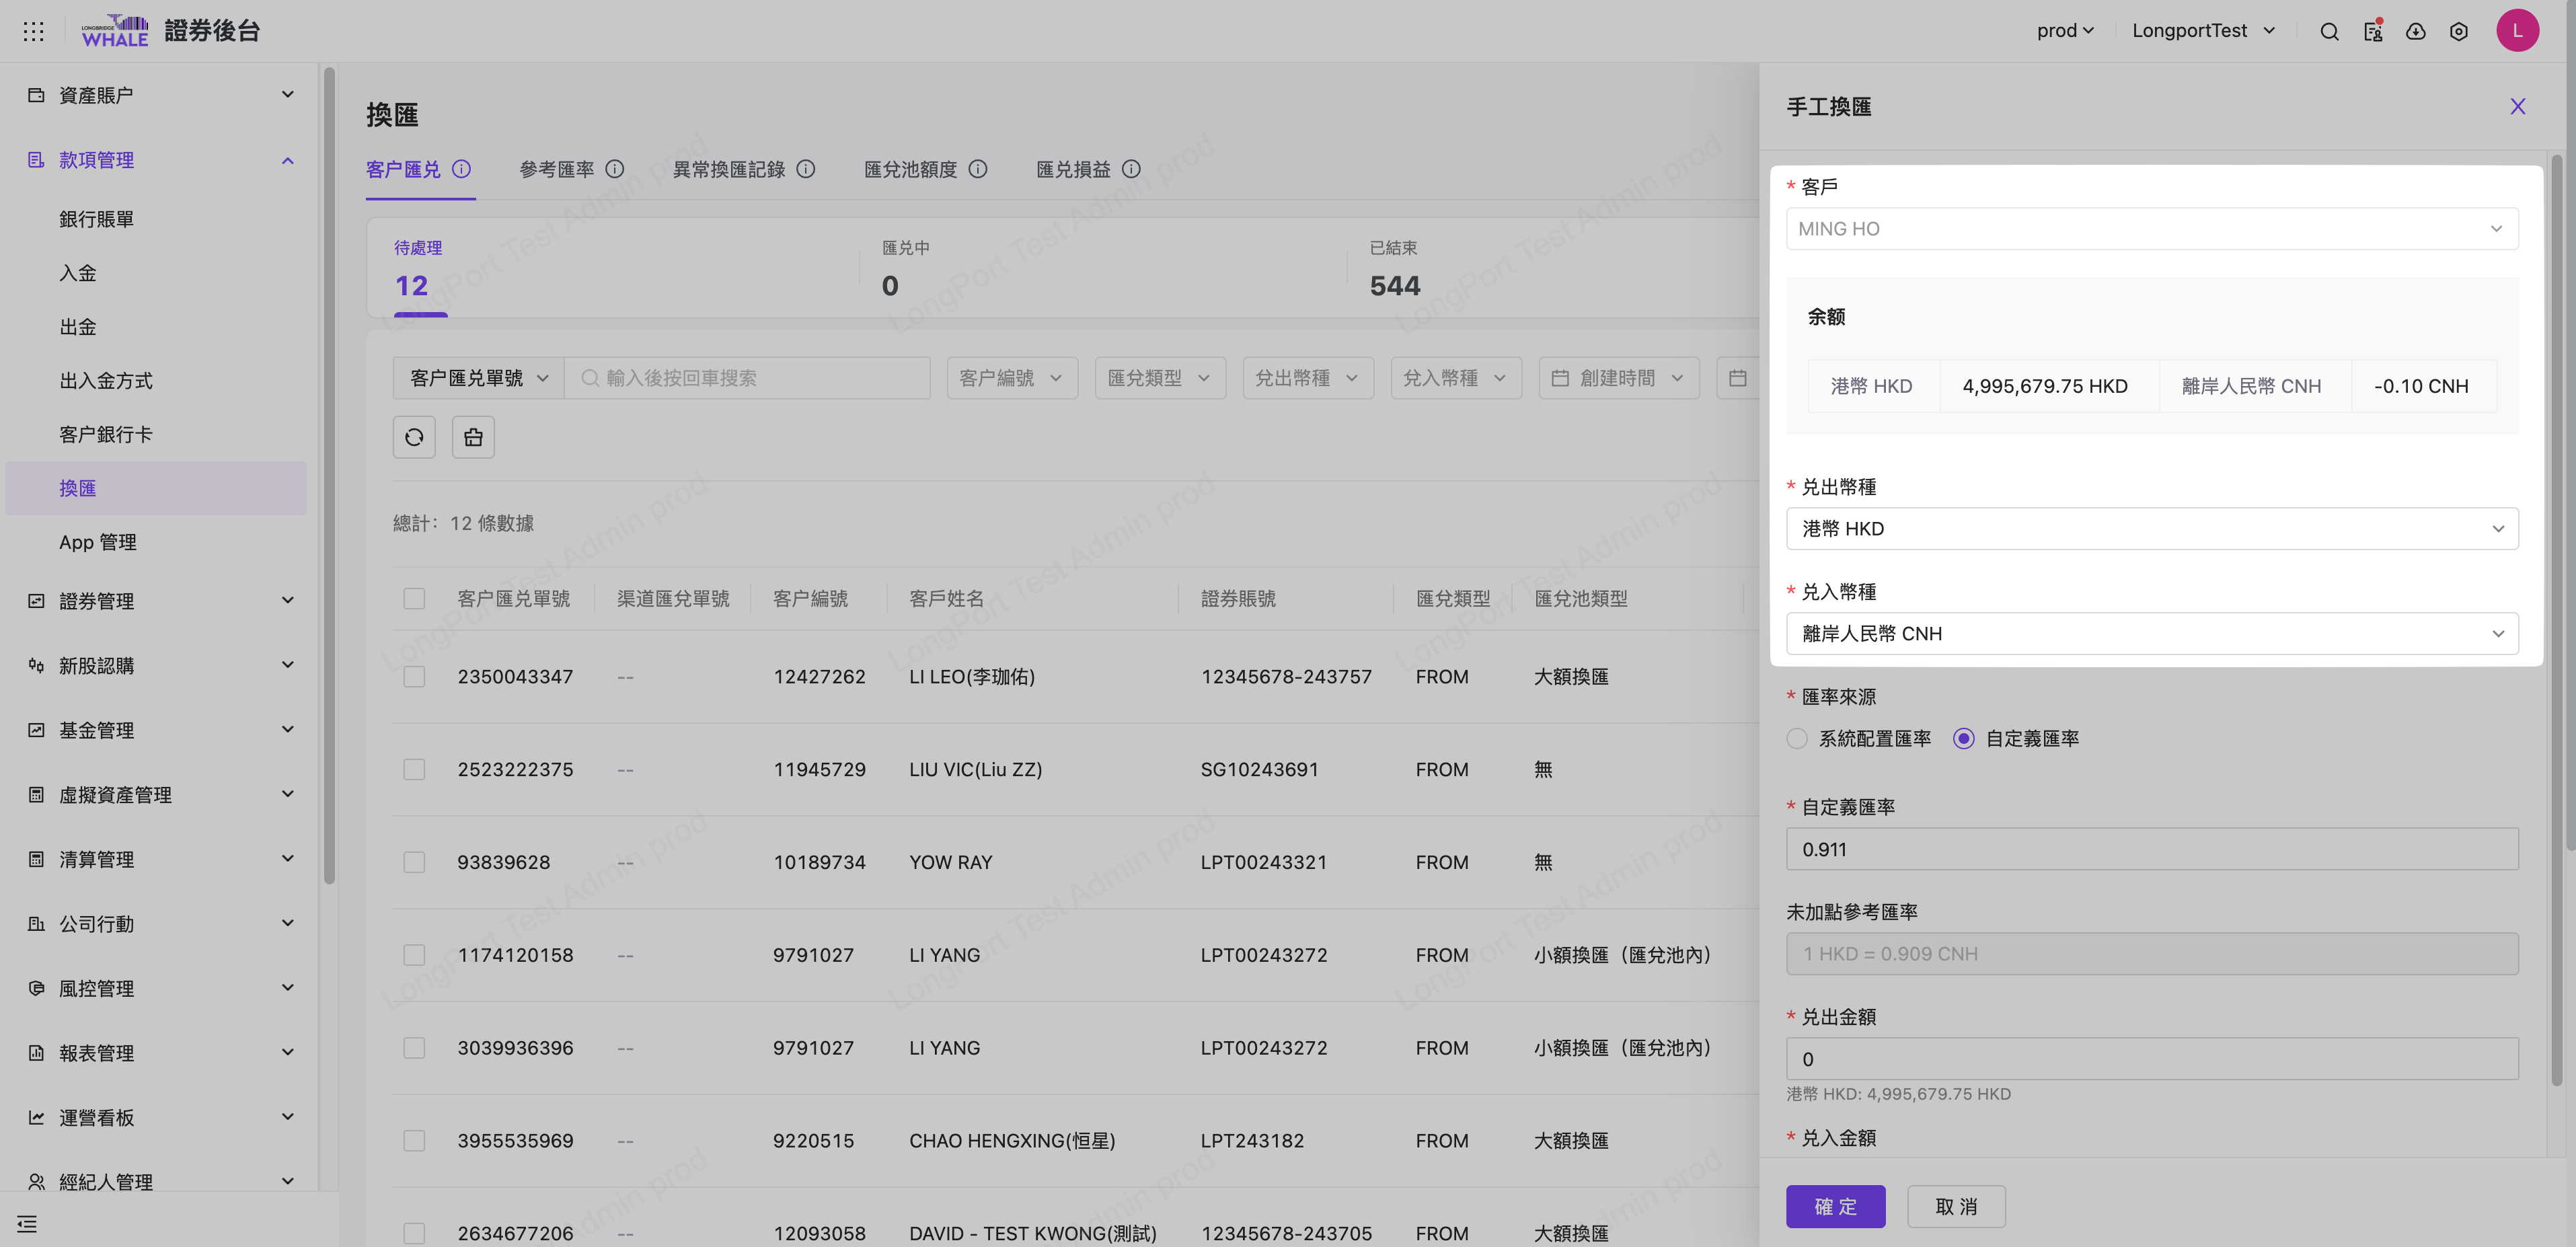 LONGBRIDGE
WHALE
證券後台
prod
LongportTest
L
資產賬户
款項管理
銀行賬單
入金
出金
出入金方式
客户銀行卡
換匯
App 管理
證券管理
新股認購
基金管理
虛擬資產管理
清算管理
公司行動
風控管理
報表管理
運營看板
經紀人管理
換匯
客户匯兑
參考匯率
異常換匯記錄
匯兌池額度
匯兑損益
待處理
12
匯兑中
0
已結束
544
客户匯兑單號
輸入後按回車搜索
客户編號
匯兌類型
兌出幣種
兌入幣種
創建時間
總計： 12 條數據
客户匯兑單號 渠道匯兌單號 客户編號 客戶姓名 證券賬號 匯兌類型 匯兌池類型
2350043347 -- 12427262 LI LEO(李珈佑) 12345678-243757 FROM 大額換匯
2523222375 -- 11945729 LIU VIC(Liu ZZ) SG10243691 FROM 無
93839628 -- 10189734 YOW RAY LPT00243321 FROM 無
1174120158 -- 9791027 LI YANG LPT00243272 FROM 小額換匯（匯兌池內）
3039936396 -- 9791027 LI YANG LPT00243272 FROM 小額換匯（匯兌池內）
3955535969 -- 9220515 CHAO HENGXING(恒星) LPT243182 FROM 大額換匯
2634677206 -- 12093058 DAVID - TEST KWONG(測試) 12345678-243705 FROM 大額換匯
LongPort Test Admin prod
手工換匯
* 客戶
MING HO
余额
港幣 HKD 4,995,679.75 HKD 離岸人民幣 CNH -0.10 CNH
* 兑出幣種
港幣 HKD
* 兑入幣種
離岸人民幣 CNH
* 匯率來源
系統配置匯率 自定義匯率
* 自定義匯率
0.911
未加點參考匯率
1 HKD = 0.909 CNH
* 兑出金額
0
港幣 HKD: 4,995,679.75 HKD
* 兑入金額
確 定
取 消